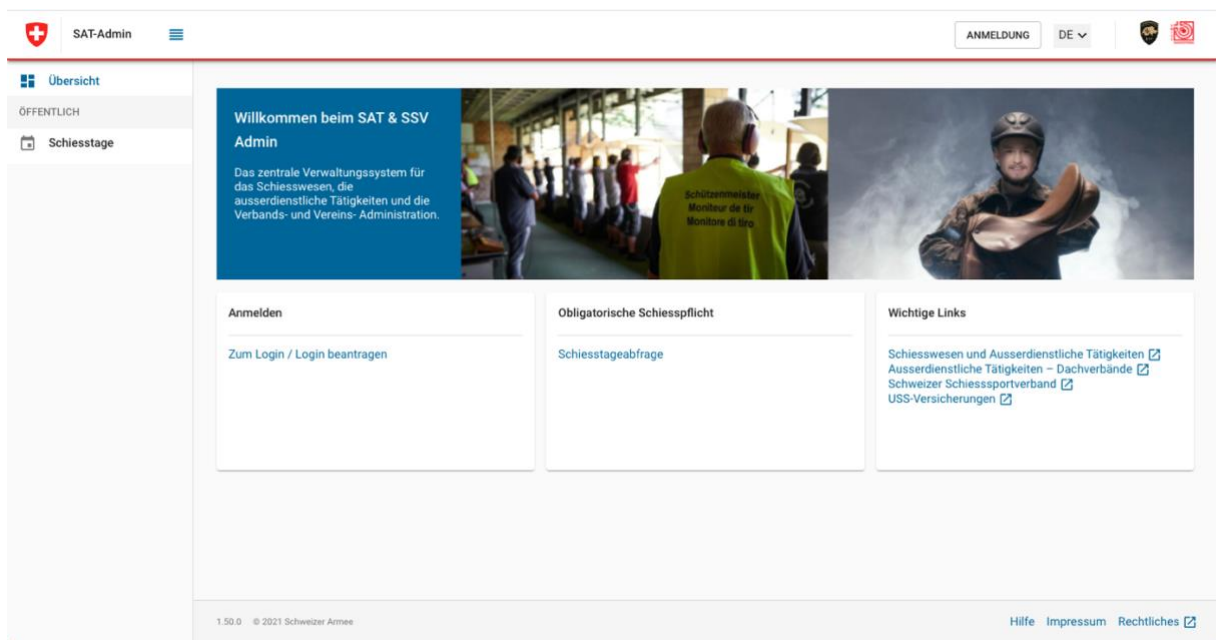 SAT-Admin
ANMELDUNG
DE
Übersicht
ÖFFENTLICH
Schiesstage
Willkommen beim SAT & SSV
Admin
Das zentrale Verwaltungssystem für
das Schiesswesen, die
ausserdienstliche Tätigkeiten und die
Verbands- und Vereins- Administration.
Schützenmeister
Moniteur de tir
Monitore di tiro
Anmelden
Zum Login / Login beantragen
Obligatorische Schiesspflicht
Schiesstageabfrage
Wichtige Links
Schiesswesen und Ausserdienstliche Tätigkeiten
Ausserdienstliche Tätigkeiten – Dachverbände
Schweizer Schiesssportverband
USS-Versicherungen
1.50.0 © 2021 Schweizer Armee
Hilfe Impressum Rechtliches